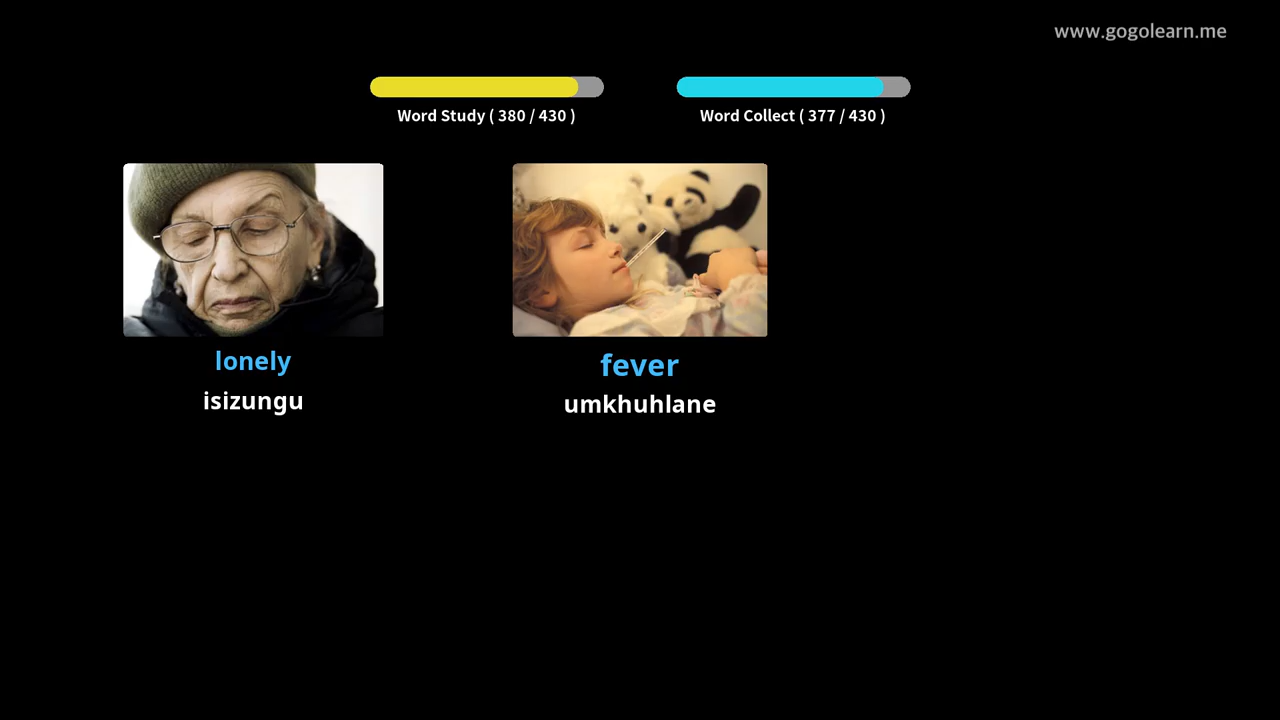 www.gogolearn.me
Word Study ( 380 / 430 )
Word Collect ( 377 / 430 )
lonely
isizungu
fever
umkhuhlane